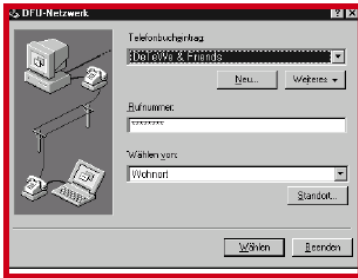 DFÜ-Netzwerk
Telefonbucheintrag:
DeTeWe & Friends
Neu...
Weiteres
Rufnummer:
********
Wählen von:
Wohnort
Standort...
Wählen
Beenden